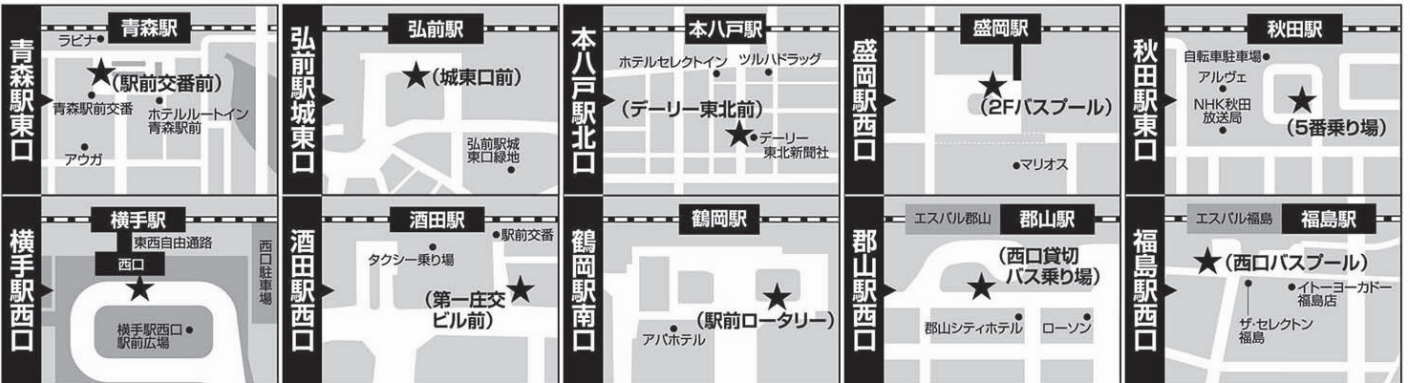 青森駅東口
青森駅
ラビナ
(駅前交番前)
青森駅前交番
ホテルルートイン
青森駅前
アウガ
弘前駅城東口
弘前駅
(城東口前)
弘前駅城
東口緑地
本八戸駅北口
本八戸駅
ホテルセレクトイン
ツルハドラッグ
(デーリー東北前)
デーリー
東北新聞社
盛岡駅西口
盛岡駅
(2Fバスプール)
マリオス
秋田駅東口
秋田駅
自転車駐車場
アルヴェ
NHK秋田
放送局
(5番乗り場)
横手駅西口
横手駅
東西自由通路
西口
西口駐車場
横手駅西口
駅前広場
酒田駅西口
酒田駅
駅前交番
タクシー乗り場
(第一庄交
ビル前)
鶴岡駅南口
鶴岡駅
(駅前ロータリー)
アパホテル
郡山駅西口
エスパル郡山
郡山駅
(西口貸切
バス乗り場)
郡山シティホテル
ローソン
福島駅西口
エスパル福島
福島駅
(西口バスプール)
イトーヨーカドー
福島店
ザ・セレクトン
福島